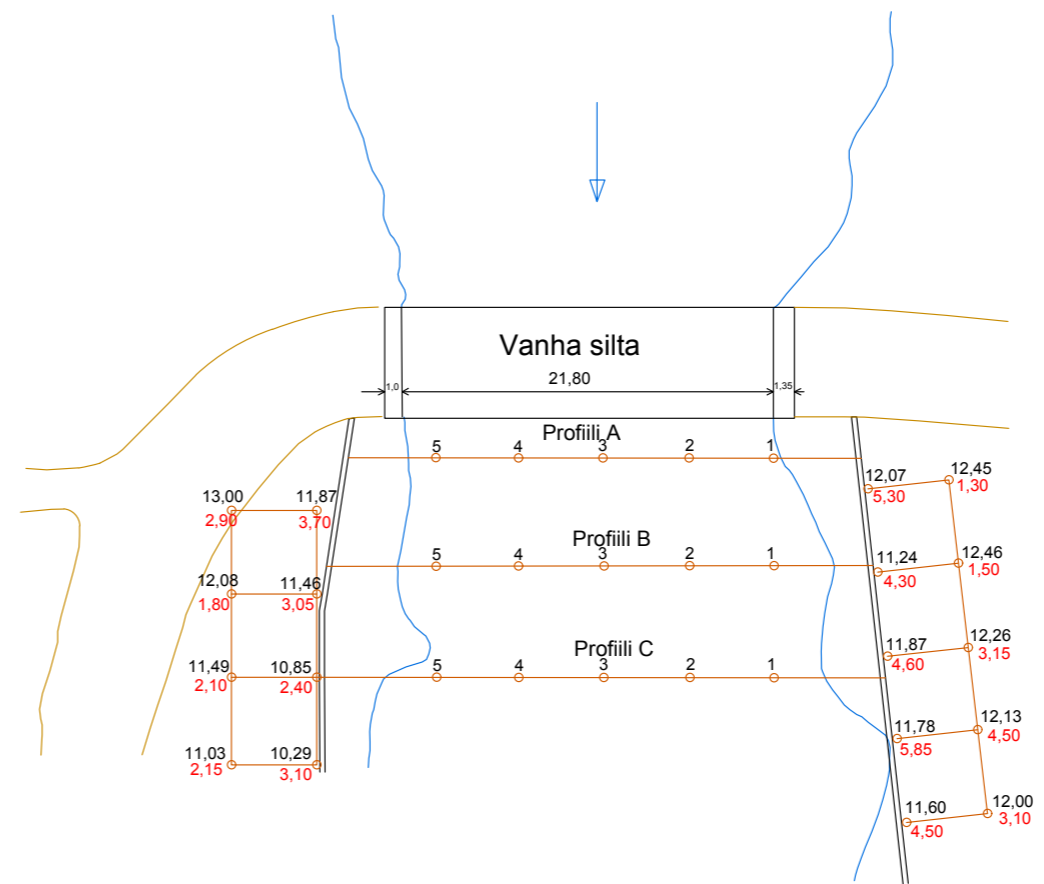 Vanha silta
1,0 21,80 1,35
Profiili A
5 4 3 2 1
12,07 12,45
5,30 1,30
13,00 11,87
2,90 3,70
Profiili B
5 4 3 2 1
11,24 12,46
4,30 1,50
12,08 11,46
1,80 3,05
Profiili C
5 4 3 2 1
11,87 12,26
4,60 3,15
11,49 10,85
2,10 2,40
11,78 12,13
5,85 4,50
11,03 10,29
2,15 3,10
11,60 12,00
4,50 3,10